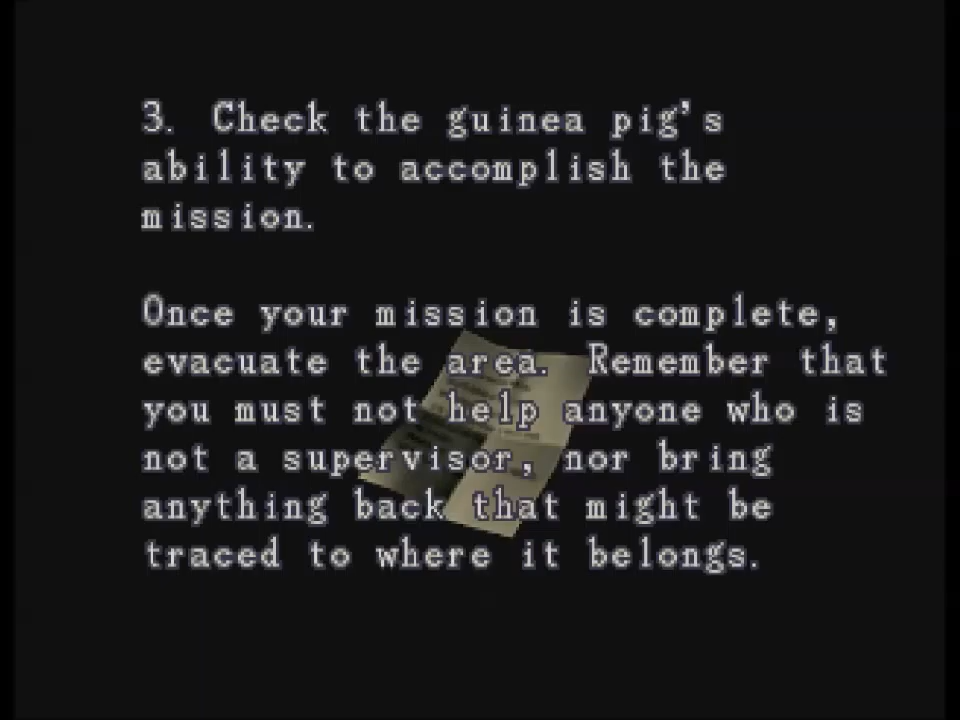 3. Check the guinea pig's
ability to accomplish the
mission.
Once your mission is complete,
evacuate the area. Remember that
you must not help anyone who is
not a supervisor, nor bring
anything back that might be
traced to where it belongs.